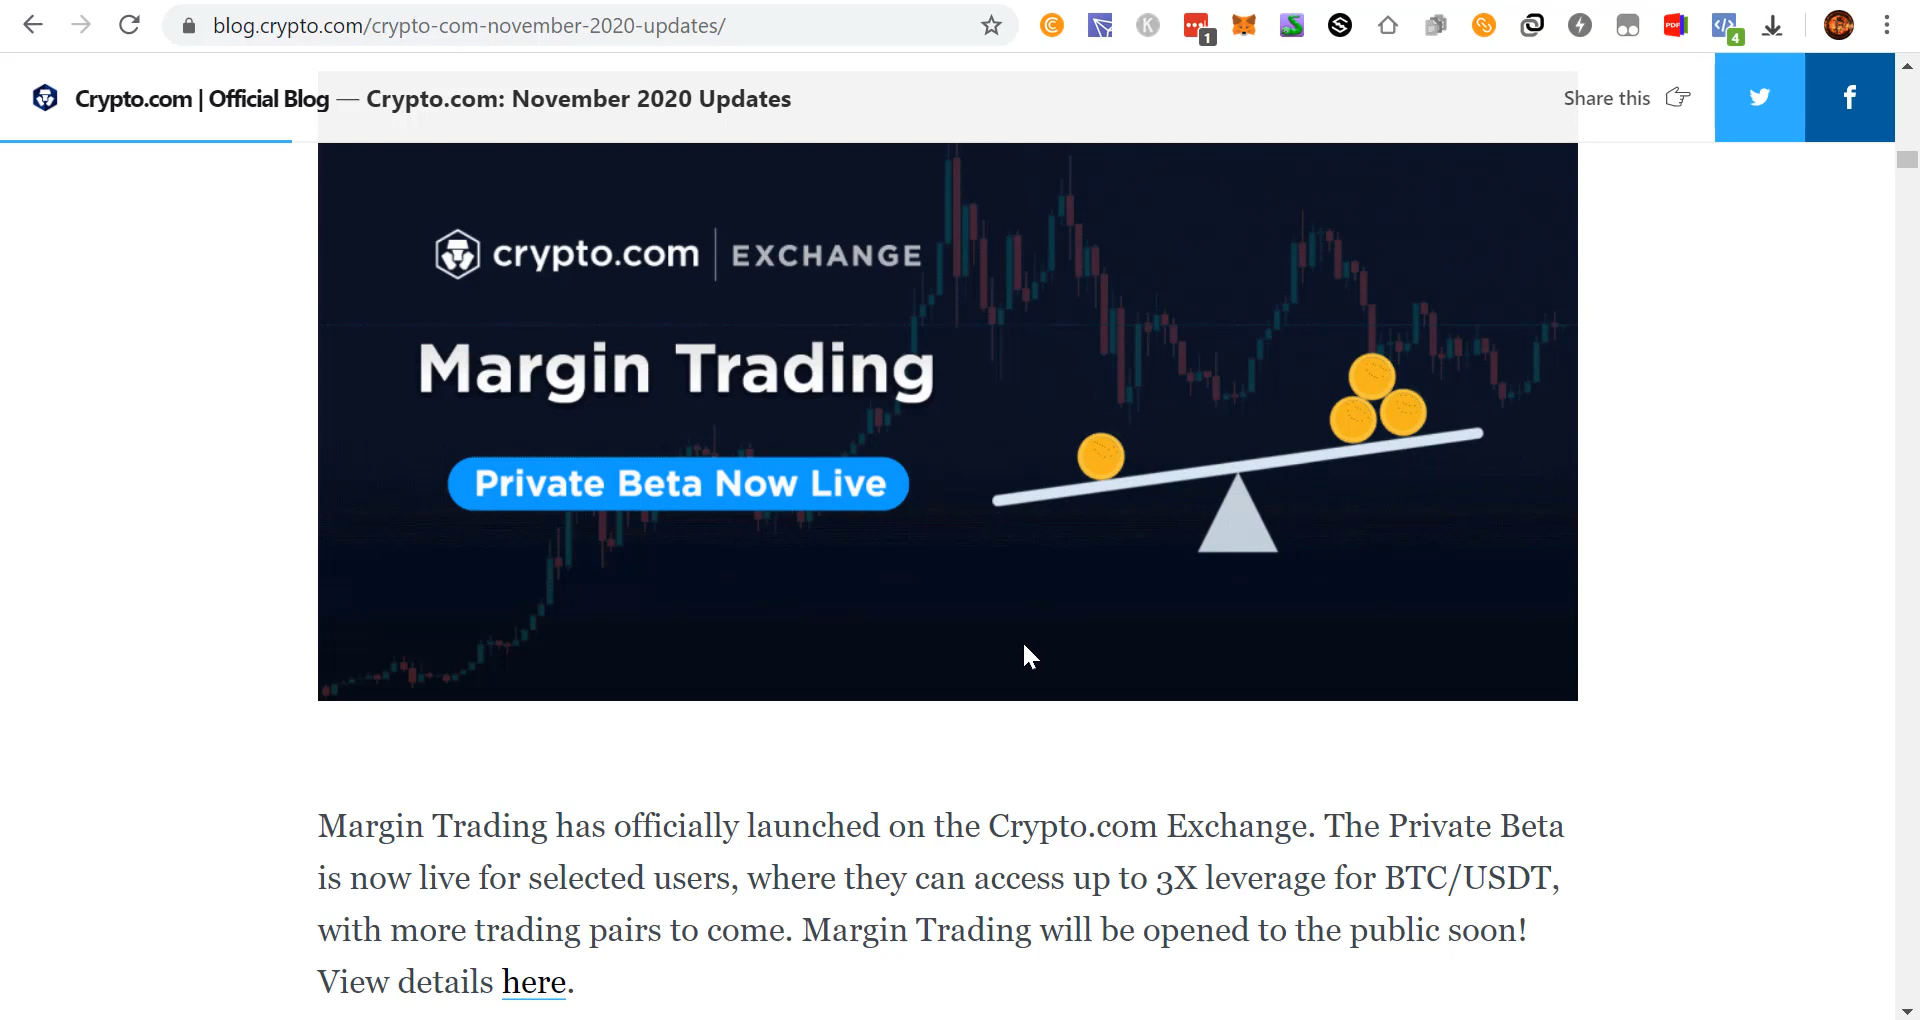 blog.crypto.com/crypto-com-november-2020-updates/
1
PDF
4
Crypto.com | Official Blog — Crypto.com: November 2020 Updates
Share this
crypto.com | EXCHANGE
Margin Trading
Private Beta Now Live
Margin Trading has officially launched on the Crypto.com Exchange. The Private Beta
is now live for selected users, where they can access up to 3X leverage for BTC/USDT,
with more trading pairs to come. Margin Trading will be opened to the public soon!
View details here.